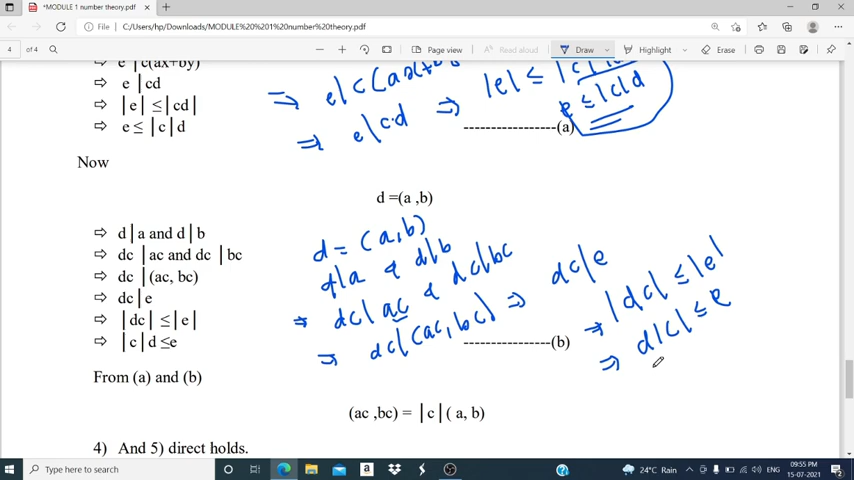 *MODULE 1 number theory.pdf
File | C:/Users/hp/Downloads/MODULE%20%201%20number%20theory.pdf
4 of 4
Page view
Read aloud
Draw
Highlight
Erase
⇨ e│c(ax+by)
⇨ e│cd
⇨ │e│≤│cd│
⇨ e≤│c│d
-------------------(a)
⇒ e|c(ax+by)
⇒ e|c·d ⇒ |e| ≤
e ≤ |c|d
Now
d =(a ,b)
⇨ d│a and d│b
⇨ dc│ac and dc│bc
⇨ dc│(ac, bc)
⇨ dc│e
⇨ │dc│≤│e│
⇨ │c│d ≤e
---------------------(b)
d = (a,b)
d|a & d|b
⇒ dc|ac & dc|bc
⇒ dc|(ac,bc) ⇒ dc|e
⇒ |dc| ≤ |e|
⇒ d|c| ≤ e
From (a) and (b)
(ac ,bc) = │c│( a, b)
4) And 5) direct holds.
Type here to search
24°C Rain
ENG
09:55 PM
15-07-2021